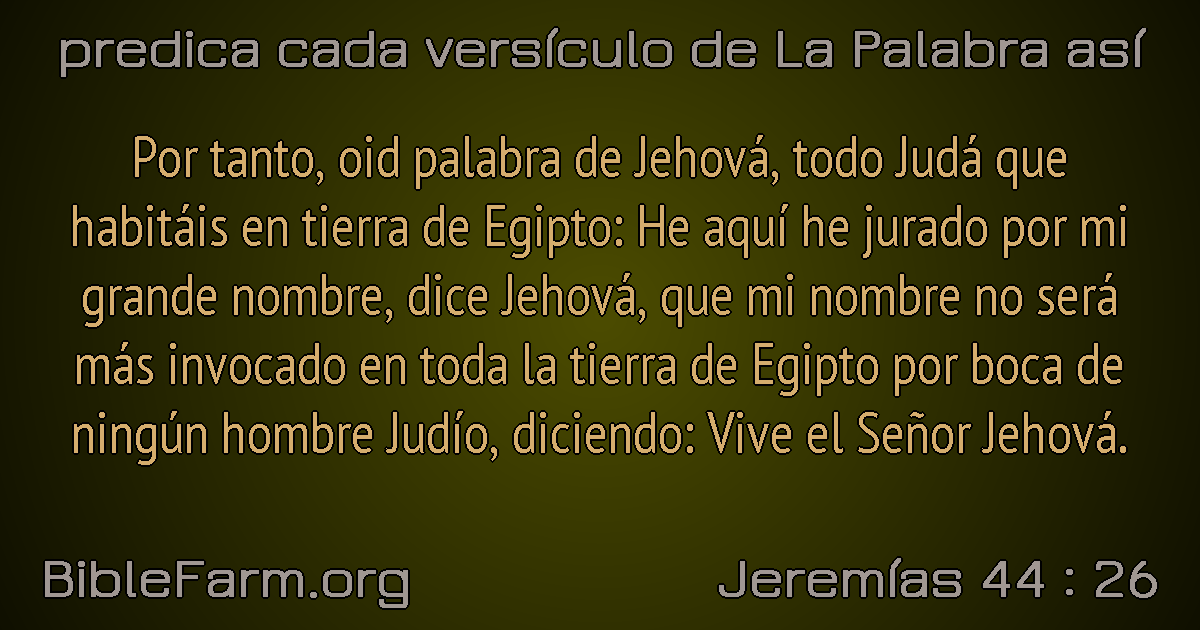 predica cada versículo de La Palabra así
Por tanto, oid palabra de Jehová, todo Judá que
habitáis en tierra de Egipto: He aquí he jurado por mi
grande nombre, dice Jehová, que mi nombre no será
más invocado en toda la tierra de Egipto por boca de
ningún hombre Judío, diciendo: Vive el Señor Jehová.
BibleFarm.org
Jeremías 44 : 26